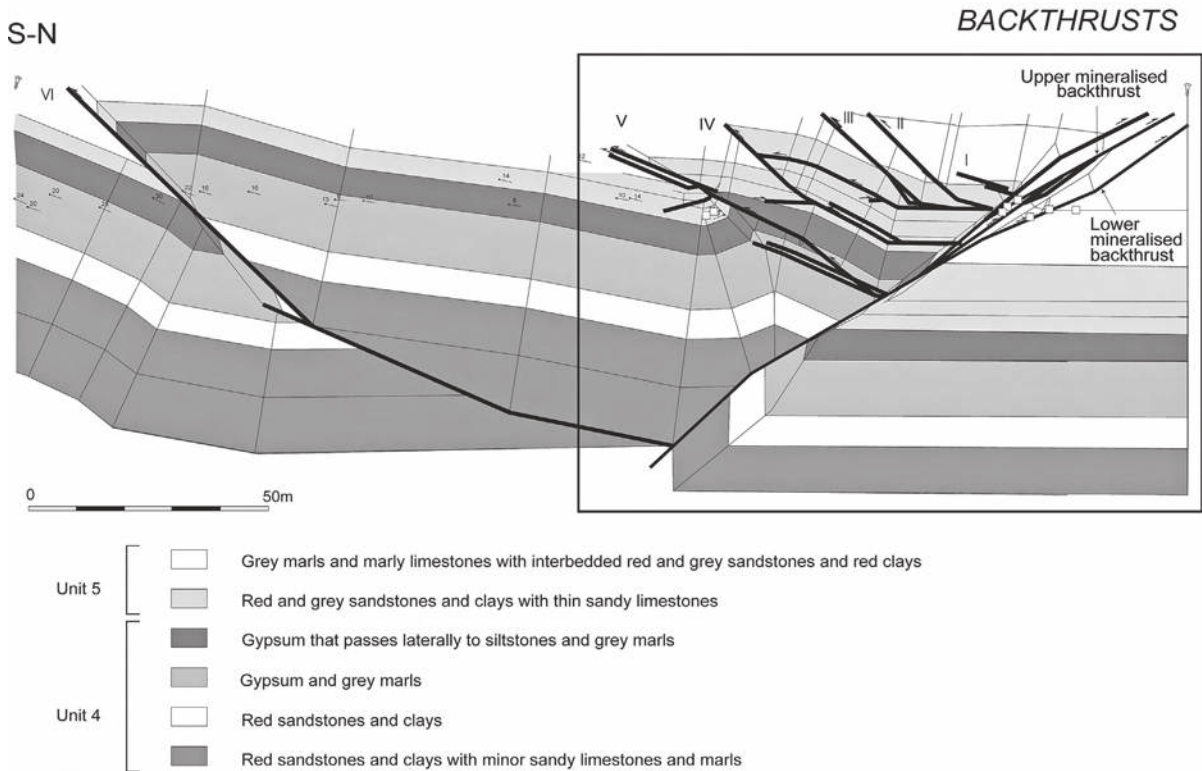 BACKTHRUSTS
S-N
Upper mineralised
backthrust
VI
V
IV
III
II
I
Lower
mineralised
backthrust
0
50m
Unit 5
Grey marls and marly limestones with interbedded red and grey sandstones and red clays
Red and grey sandstones and clays with thin sandy limestones
Unit 4
Gypsum that passes laterally to siltstones and grey marls
Gypsum and grey marls
Red sandstones and clays
Red sandstones and clays with minor sandy limestones and marls